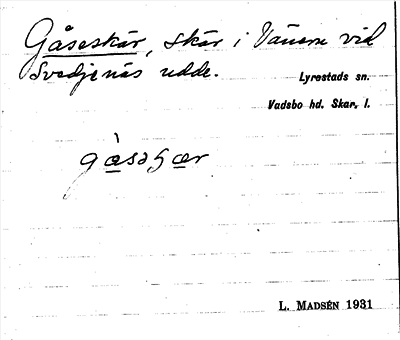 Gåseskär, skär i Vänern vid
Svedjenäs udde.
Lyrestads sn.
Vadsbo hd. Skar. l.
L. MADSÉN 1931